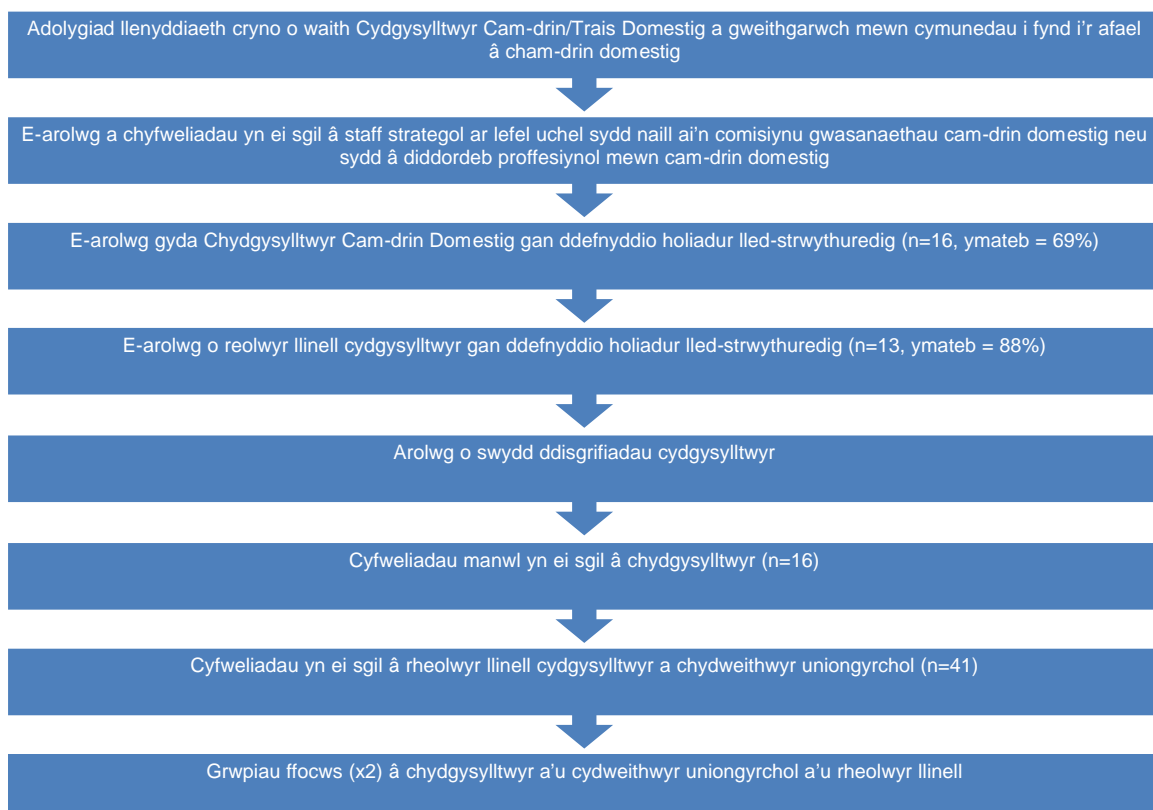 Adolygiad llenyddiaeth cryno o waith Cydgysylltwyr Cam-drin/Trais Domestig a gweithgarwch mewn cymunedau i fynd i'r afael
â cham-drin domestig
E-arolwg a chyfweliadau yn ei sgil â staff strategol ar lefel uchel sydd naill ai'n comisiynu gwasanaethau cam-drin domestig neu
sydd â diddordeb proffesiynol mewn cam-drin domestig
E-arolwg gyda Chydgysylltwyr Cam-drin Domestig gan ddefnyddio holiadur lled-strwythuredig (n=16, ymateb = 69%)
E-arolwg o reolwyr llinell cydgysylltwyr gan ddefnyddio holiadur lled-strwythuredig (n=13, ymateb = 88%)
Arolwg o swydd ddisgrifiadau cydgysylltwyr
Cyfweliadau manwl yn ei sgil â chydgysylltwyr (n=16)
Cyfweliadau yn ei sgil â rheolwyr llinell cydgysylltwyr a chydweithwyr uniongyrchol (n=41)
Grwpiau ffocws (x2) â chydgysylltwyr a'u cydweithwyr uniongyrchol a'u rheolwyr llinell